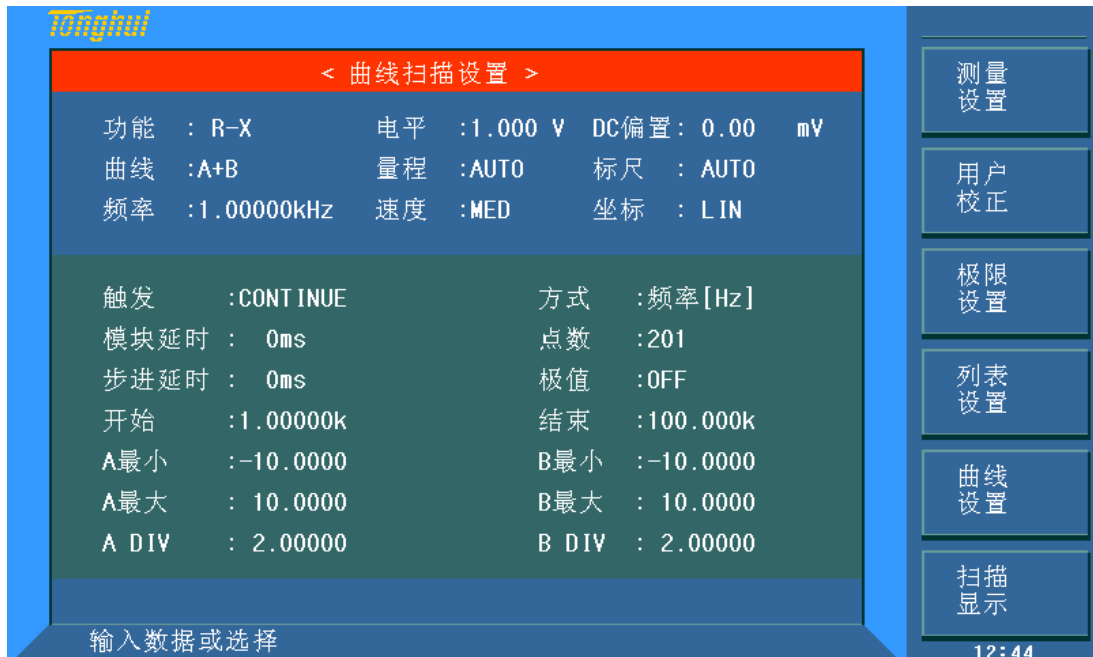 Tonghui
< 曲线扫描设置 >
功能 : R-X 电平 :1.000 V DC偏置: 0.00 mV
曲线 :A+B 量程 :AUTO 标尺 : AUTO
频率 :1.00000kHz 速度 :MED 坐标 : LIN
触发 :CONTINUE 方式 :频率[Hz]
模块延时 : 0ms 点数 :201
步进延时 : 0ms 极值 :OFF
开始 :1.00000k 结束 :100.000k
A最小 :-10.0000 B最小 :-10.0000
A最大 : 10.0000 B最大 : 10.0000
A DIV : 2.00000 B DIV : 2.00000
输入数据或选择
测量
设置
用户
校正
极限
设置
列表
设置
曲线
设置
扫描
显示
12:44